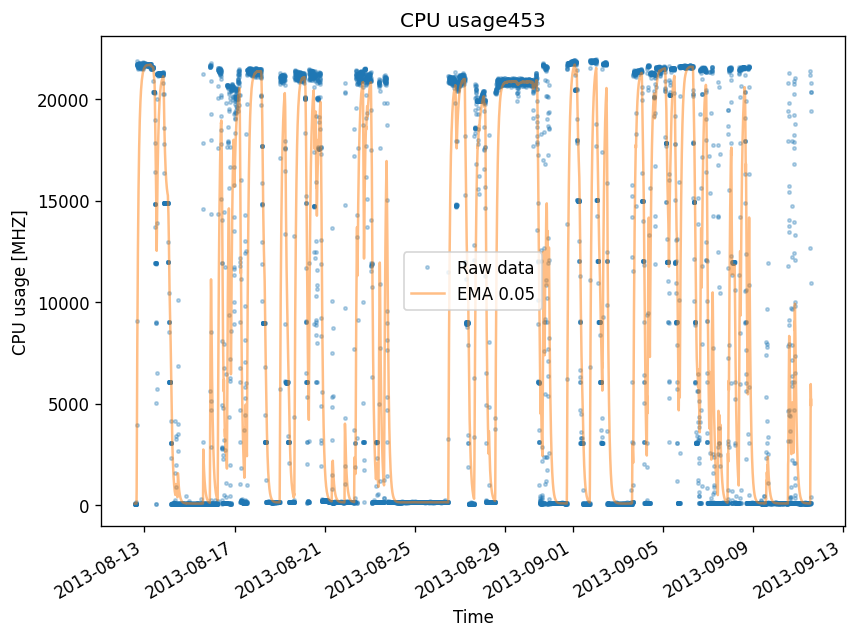 CPU usage453
CPU usage [MHZ]
20000
15000
10000
5000
0
Raw data
EMA 0.05
2013-08-13
2013-08-17
2013-08-21
2013-08-25
2013-08-29
2013-09-01
2013-09-05
2013-09-09
2013-09-13
Time